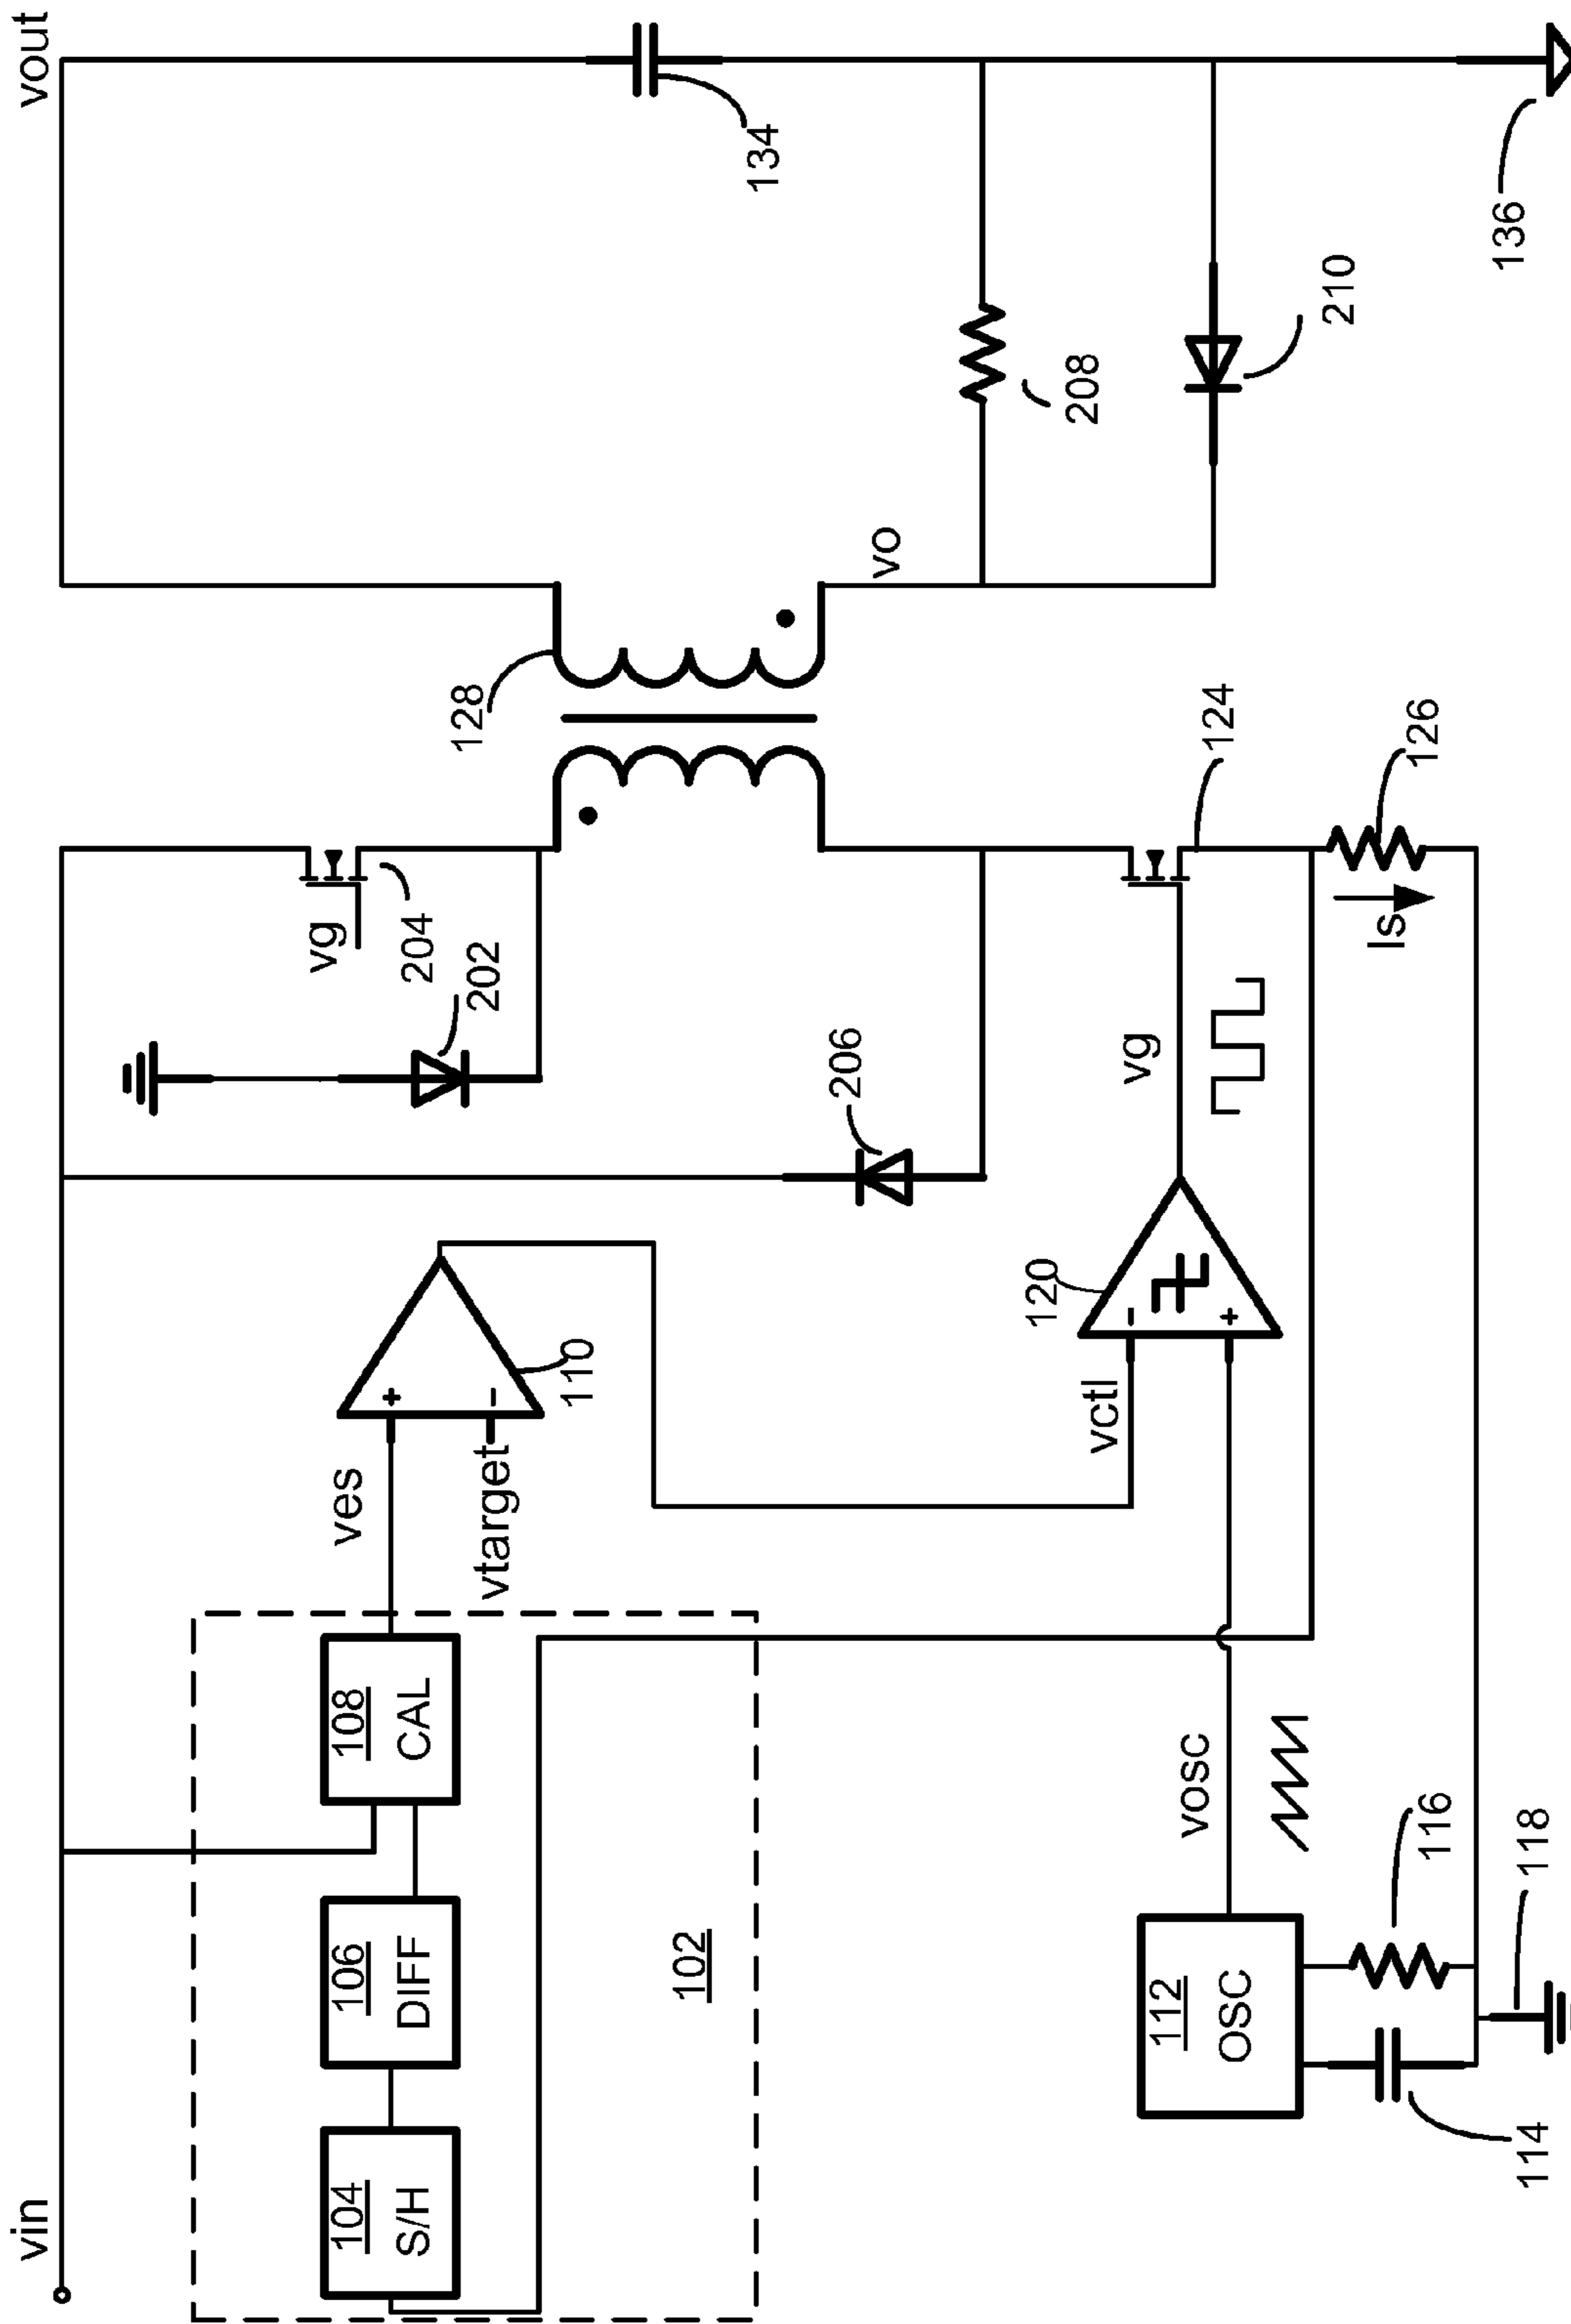 vin
vout
104
S/H
106
DIFF
108
CAL
102
ves
vtarget
110
vg
204
202
206
128
vo
134
208
210
136
112
OSC
vosc
vctl
120
vg
124
Is
126
114
116
118
+
-
-
+